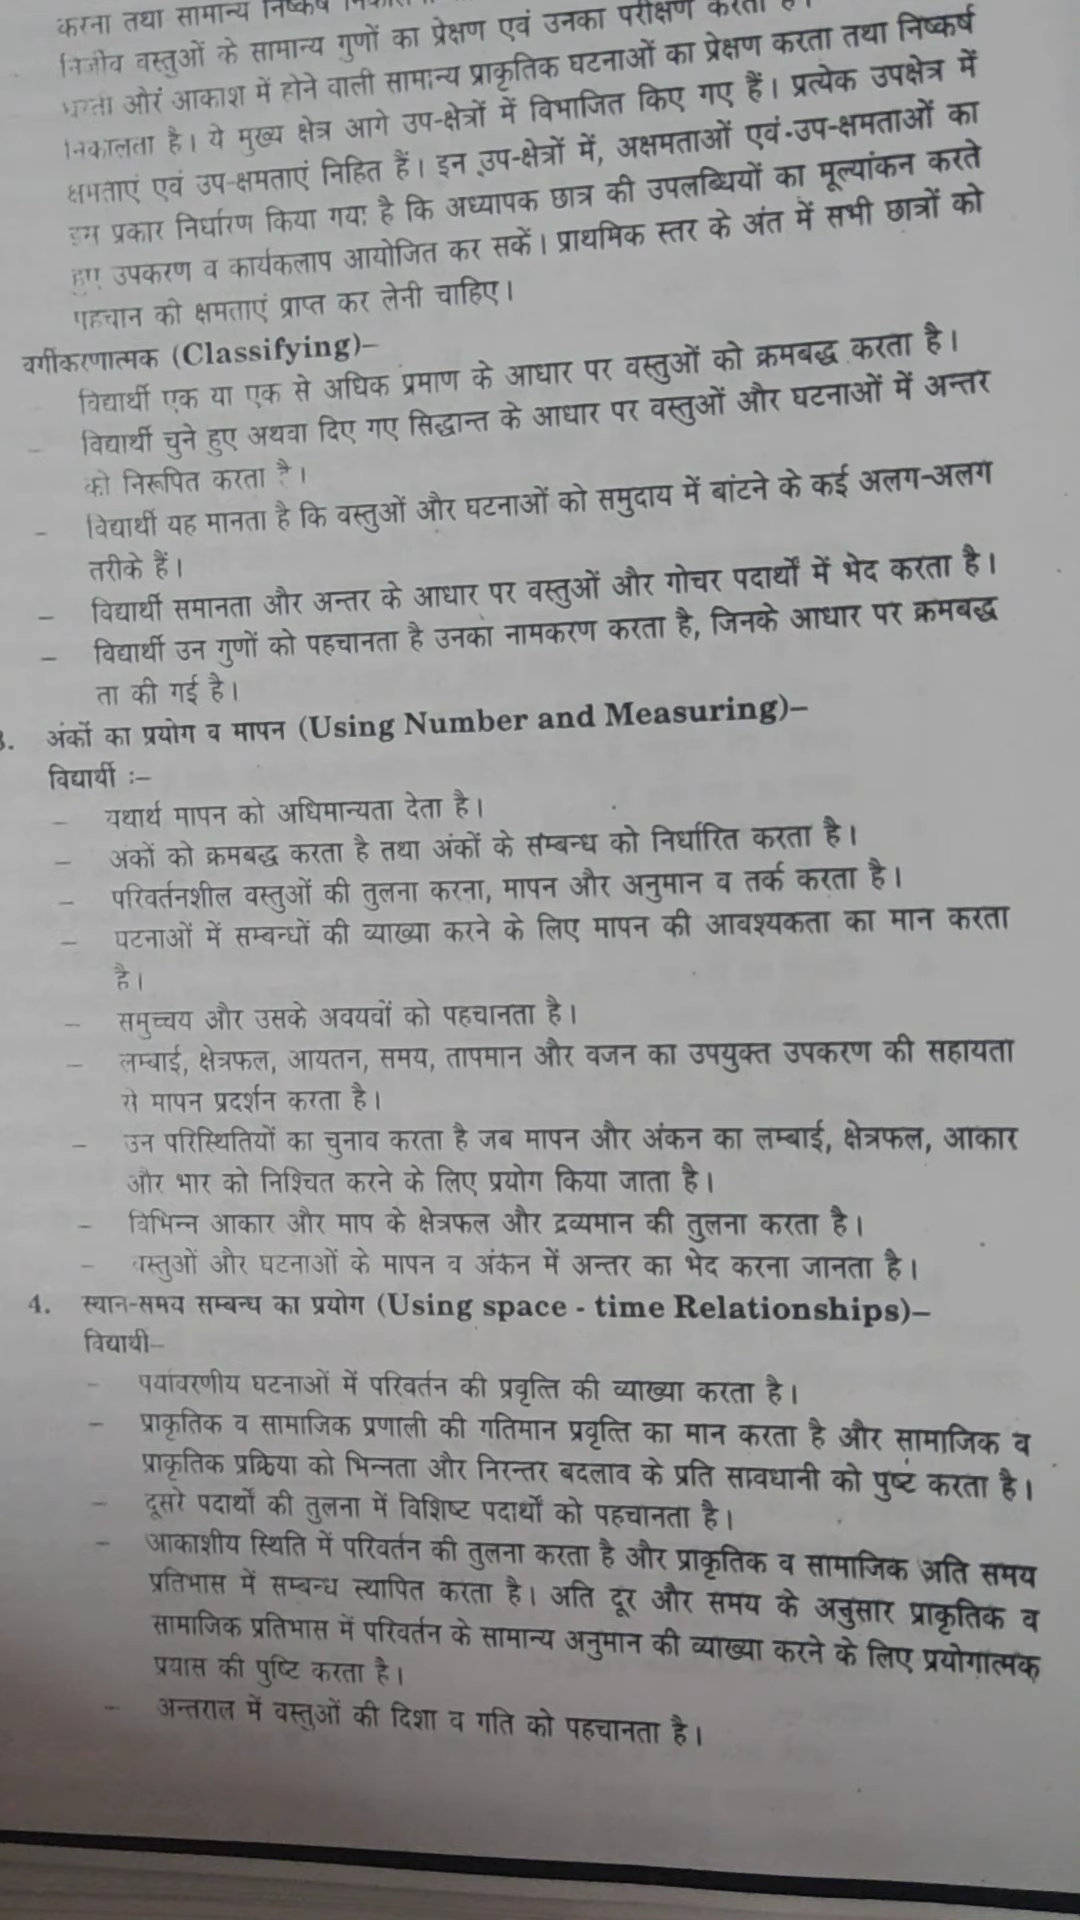 करना तथा सामान्य निष्कर्ष
निर्जीव वस्तुओं के सामान्य गुणों का प्रेक्षण एवं उनका परीक्षण करता है।
धरती और आकाश में होने वाली सामान्य प्राकृतिक घटनाओं का प्रेक्षण करता तथा निष्कर्ष
निकालता है। ये मुख्य क्षेत्र आगे उप-क्षेत्रों में विभाजित किए गए हैं। प्रत्येक उपक्षेत्र में
क्षमताएं एवं उप-क्षमताएं निहित हैं। इन उप-क्षेत्रों में, अक्षमताओं एवं-उप-क्षमताओं का
इस प्रकार निर्धारण किया गया है कि अध्यापक छात्र की उपलब्धियों का मूल्यांकन करते
हुए उपकरण व कार्यकलाप आयोजित कर सकें। प्राथमिक स्तर के अंत में सभी छात्रों को
पहचान की क्षमताएं प्राप्त कर लेनी चाहिए।
वर्गीकरणात्मक (Classifying)–
विद्यार्थी एक या एक से अधिक प्रमाण के आधार पर वस्तुओं को क्रमबद्ध करता है।
– विद्यार्थी चुने हुए अथवा दिए गए सिद्धान्त के आधार पर वस्तुओं और घटनाओं में अन्तर
को निरूपित करता है।
– विद्यार्थी यह मानता है कि वस्तुओं और घटनाओं को समुदाय में बांटने के कई अलग-अलग
तरीके हैं।
– विद्यार्थी समानता और अन्तर के आधार पर वस्तुओं और गोचर पदार्थों में भेद करता है।
– विद्यार्थी उन गुणों को पहचानता है उनका नामकरण करता है, जिनके आधार पर क्रमबद्ध
ता की गई है।
3. अंकों का प्रयोग व मापन (Using Number and Measuring)–
विद्यार्थी :–
– यथार्थ मापन को अधिमान्यता देता है।
– अंकों को क्रमबद्ध करता है तथा अंकों के सम्बन्ध को निर्धारित करता है।
– परिवर्तनशील वस्तुओं की तुलना करना, मापन और अनुमान व तर्क करता है।
– घटनाओं में सम्बन्धों की व्याख्या करने के लिए मापन की आवश्यकता का मान करता
है।
– समुच्चय और उसके अवयवों को पहचानता है।
– लम्बाई, क्षेत्रफल, आयतन, समय, तापमान और वजन का उपयुक्त उपकरण की सहायता
से मापन प्रदर्शन करता है।
– उन परिस्थितियों का चुनाव करता है जब मापन और अंकन का लम्बाई, क्षेत्रफल, आकार
और भार को निश्चित करने के लिए प्रयोग किया जाता है।
– विभिन्न आकार और माप के क्षेत्रफल और द्रव्यमान की तुलना करता है।
– वस्तुओं और घटनाओं के मापन व अंकन में अन्तर का भेद करना जानता है।
4. स्थान-समय सम्बन्ध का प्रयोग (Using space - time Relationships)–
विद्यार्थी–
– पर्यावरणीय घटनाओं में परिवर्तन की प्रवृत्ति की व्याख्या करता है।
– प्राकृतिक व सामाजिक प्रणाली की गतिमान प्रवृत्ति का मान करता है और सामाजिक व
प्राकृतिक प्रक्रिया को भिन्नता और निरन्तर बदलाव के प्रति सावधानी को पुष्ट करता है।
– दूसरे पदार्थों की तुलना में विशिष्ट पदार्थों को पहचानता है।
– आकाशीय स्थिति में परिवर्तन की तुलना करता है और प्राकृतिक व सामाजिक अति समय
प्रतिभास में सम्बन्ध स्थापित करता है। अति दूर और समय के अनुसार प्राकृतिक व
सामाजिक प्रतिभास में परिवर्तन के सामान्य अनुमान की व्याख्या करने के लिए प्रयोगात्मक
प्रयास की पुष्टि करता है।
– अन्तराल में वस्तुओं की दिशा व गति को पहचानता है।